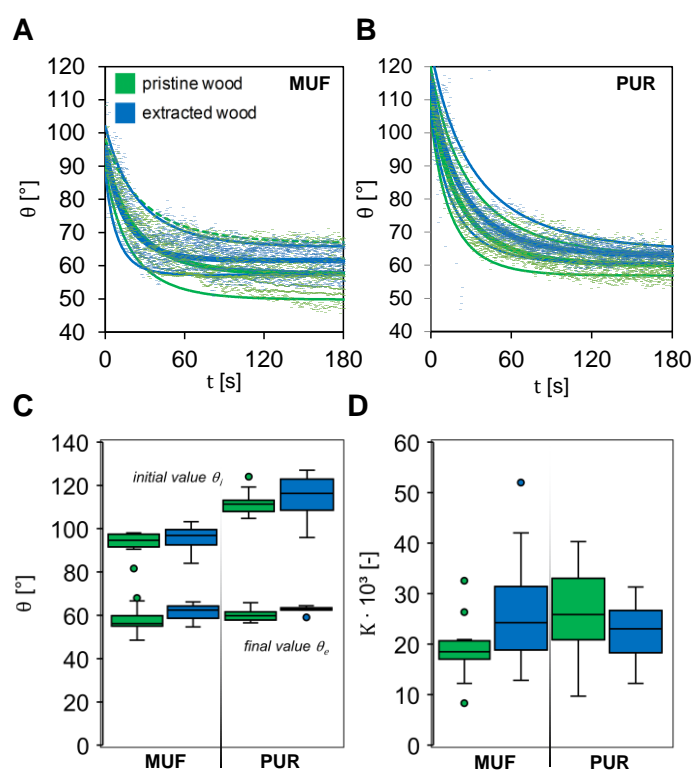 A
B
120
110
100
90
80
70
60
50
40
θ [°]
pristine wood
extracted wood
MUF
0
60
120
180
t [s]
120
110
100
90
80
70
60
50
40
θ [°]
PUR
0
60
120
180
t [s]
C
D
140
120
100
80
60
40
20
0
θ [°]
initial value θi
final value θe
MUF
PUR
60
50
40
30
20
10
0
K · 10³ [-]
MUF
PUR